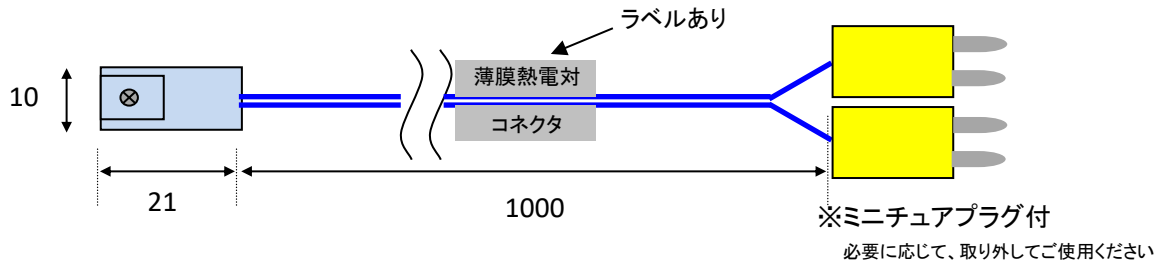 ラベルあり
薄膜熱電対
10
コネクタ
21
1000
※ミニチュアプラグ付
必要に応じて、取り外してご使用ください